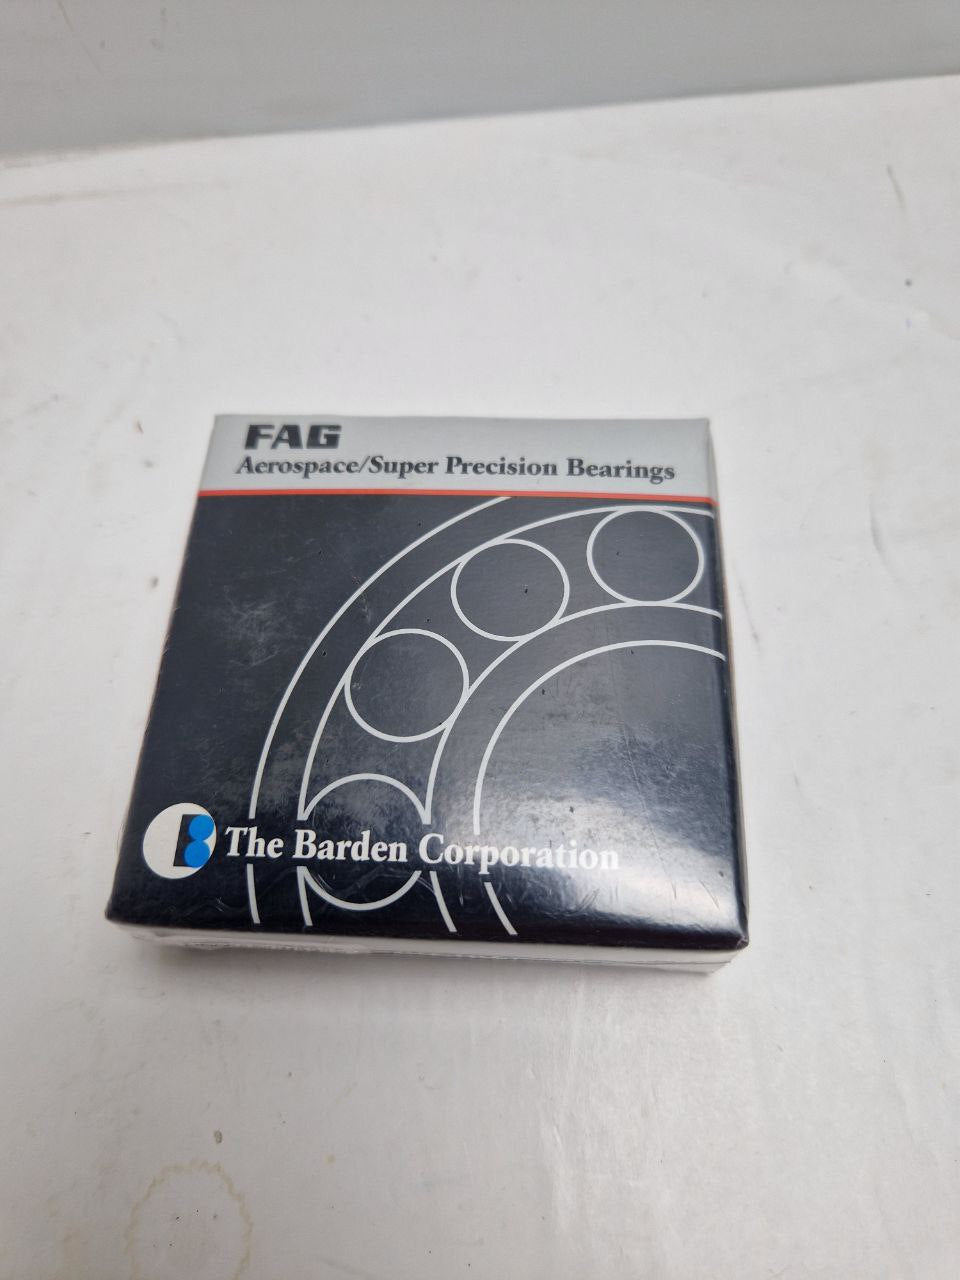 FAG
Aerospace/Super Precision Bearings
B The Barden Corporation